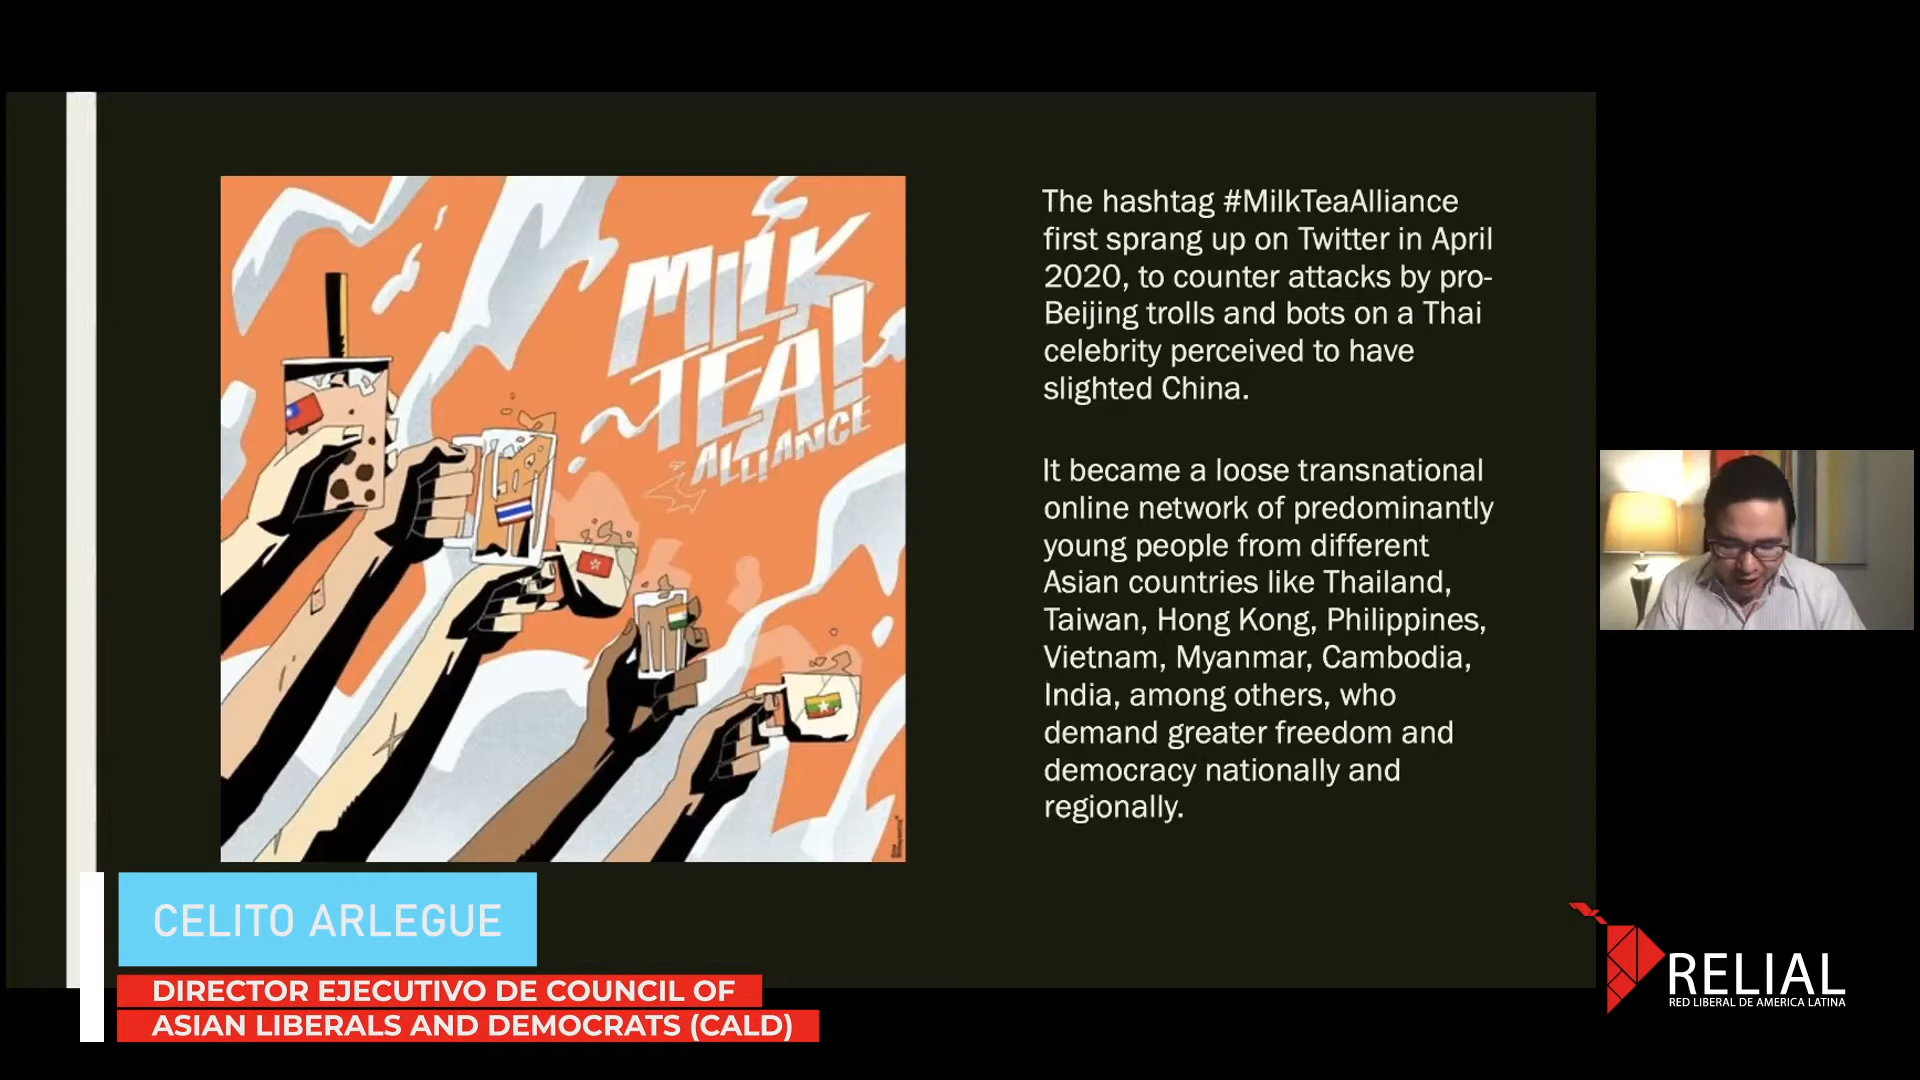 MILK
TEA!
ALLIANCE
The hashtag #MilkTeaAlliance
first sprang up on Twitter in April
2020, to counter attacks by pro-
Beijing trolls and bots on a Thai
celebrity perceived to have
slighted China.
It became a loose transnational
online network of predominantly
young people from different
Asian countries like Thailand,
Taiwan, Hong Kong, Philippines,
Vietnam, Myanmar, Cambodia,
India, among others, who
demand greater freedom and
democracy nationally and
regionally.
CELITO ARLEGUE
DIRECTOR EJECUTIVO DE COUNCIL OF
ASIAN LIBERALS AND DEMOCRATS (CALD)
RELIAL
RED LIBERAL DE AMERICA LATINA